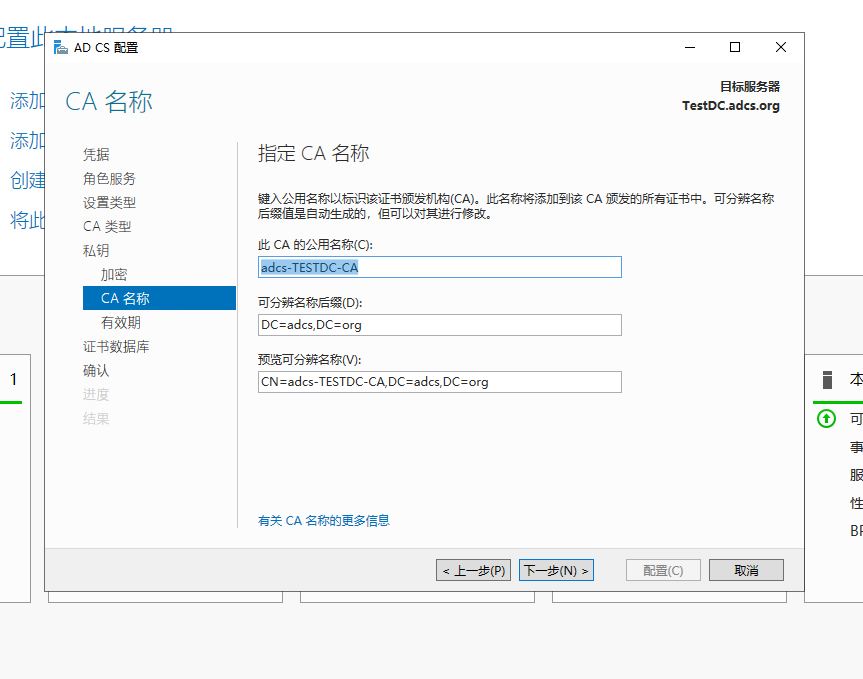 AD CS 配置
CA 名称
目标服务器
TestDC.adcs.org
凭据
角色服务
设置类型
CA 类型
私钥
加密
CA 名称
有效期
证书数据库
确认
进度
结果
指定 CA 名称
键入公用名称以标识该证书颁发机构(CA)。此名称将添加到该 CA 颁发的所有证书中。可分辨名称
后缀值是自动生成的，但可以对其进行修改。
此 CA 的公用名称(C):
adcs-TESTDC-CA
可分辨名称后缀(D):
DC=adcs,DC=org
预览可分辨名称(V):
CN=adcs-TESTDC-CA,DC=adcs,DC=org
有关 CA 名称的更多信息
< 上一步(P)
下一步(N) >
配置(C)
取消
添加
添加
创建
将此
1
本
可
事
服
性